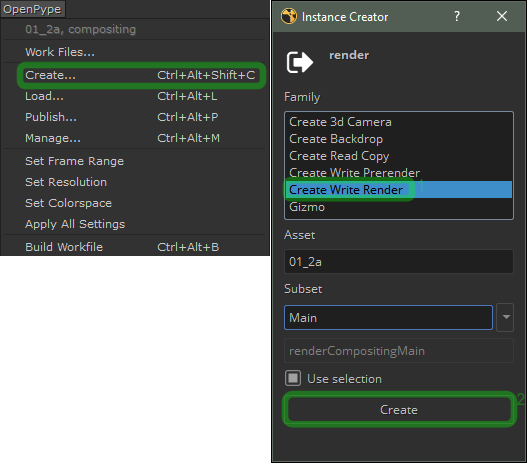 OpenPype
01_2a, compositing
Work Files...
Create... Ctrl+Alt+Shift+C
Load... Ctrl+Alt+L
Publish... Ctrl+Alt+P
Manage... Ctrl+Alt+M
Set Frame Range
Set Resolution
Set Colorspace
Apply All Settings
Build Workfile Ctrl+Alt+B
Instance Creator ?
render
Family
Create 3d Camera
Create Backdrop
Create Read Copy
Create Write Prerender
Create Write Render 1
Gizmo
Asset
01_2a
Subset
Main
renderCompositingMain
Use selection
Create 2